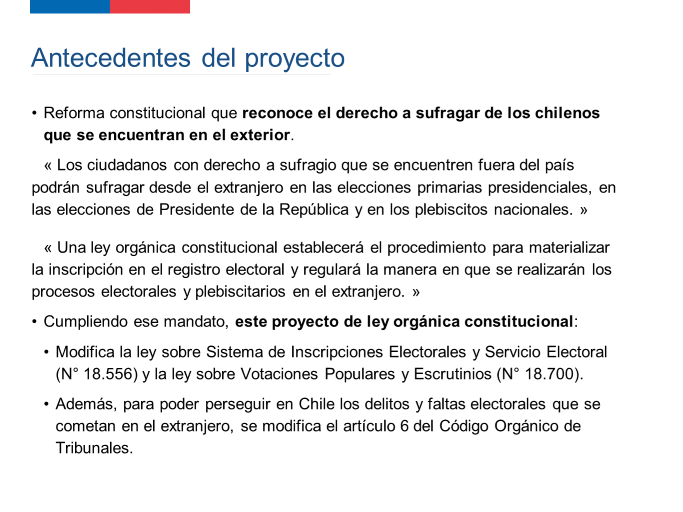 Antecedentes del proyecto
• Reforma constitucional que reconoce el derecho a sufragar de los chilenos
que se encuentran en el exterior.
« Los ciudadanos con derecho a sufragio que se encuentren fuera del país
podrán sufragar desde el extranjero en las elecciones primarias presidenciales, en
las elecciones de Presidente de la República y en los plebiscitos nacionales. »
« Una ley orgánica constitucional establecerá el procedimiento para materializar
la inscripción en el registro electoral y regulará la manera en que se realizarán los
procesos electorales y plebiscitarios en el extranjero. »
• Cumpliendo ese mandato, este proyecto de ley orgánica constitucional:
• Modifica la ley sobre Sistema de Inscripciones Electorales y Servicio Electoral
(N° 18.556) y la ley sobre Votaciones Populares y Escrutinios (N° 18.700).
• Además, para poder perseguir en Chile los delitos y faltas electorales que se
cometan en el extranjero, se modifica el artículo 6 del Código Orgánico de
Tribunales.